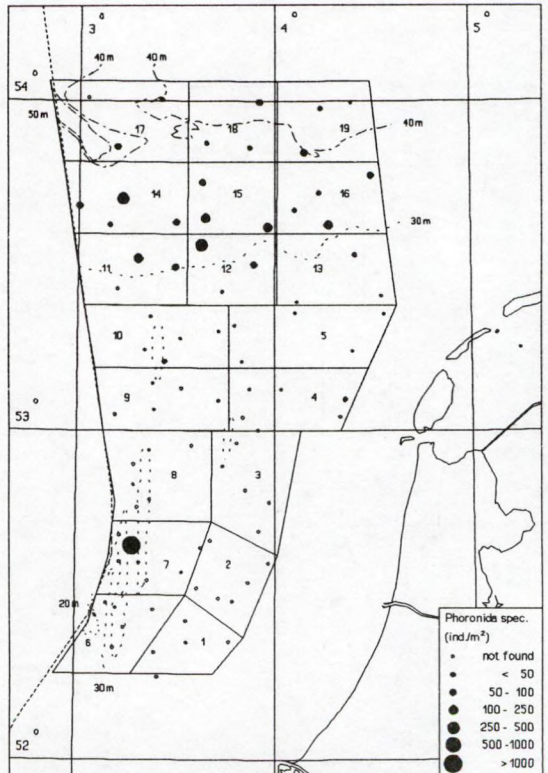 3°
4°
5°
40m
40m
54°
50m
17
18
19
40m
14
15
16
30m
11
12
13
10
5
9
4
53°
8
3
7
2
20m
6
1
30m
52°
Phoronida spec.
(ind/m²)
not found
< 50
50 - 100
100 - 250
250 - 500
500 -1000
>1000